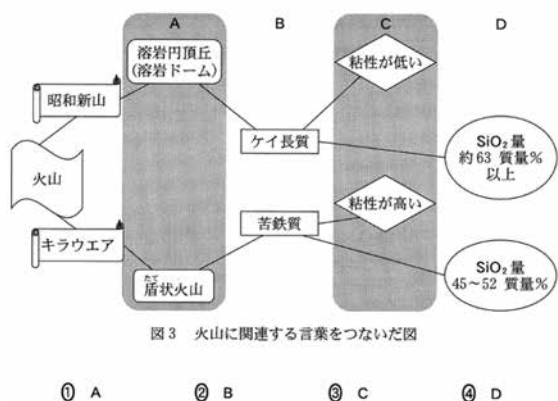 A B C D
溶岩円頂丘
(溶岩ドーム)
粘性が低い
昭和新山
ケイ長質
SiO₂量
約63 質量%
以上
火山
苦鉄質
粘性が高い
キラウエア
たて
盾状火山
SiO₂量
45~52 質量%
図3 火山に関連する言葉をつないだ図
① A ② B ③ C ④ D